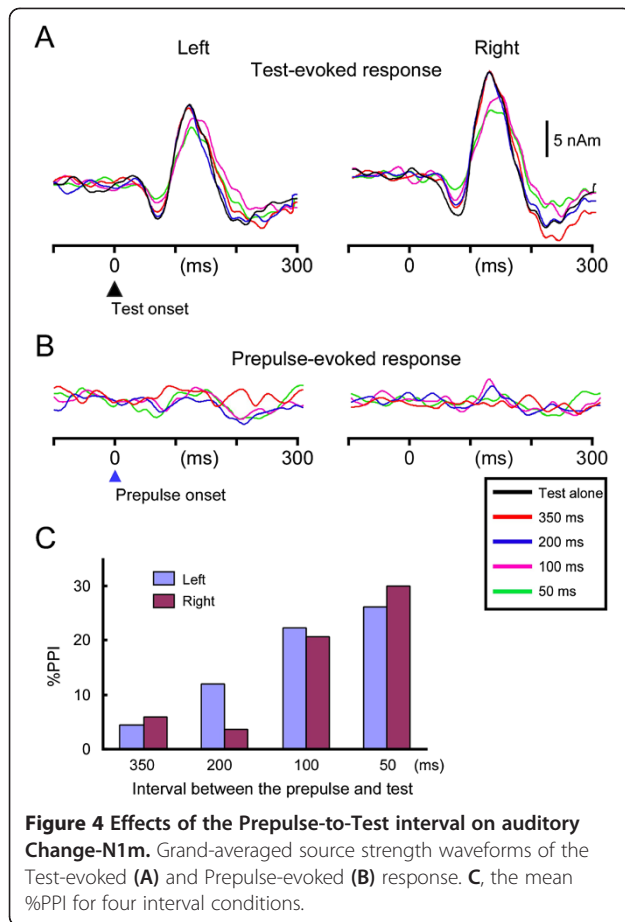 A
Left
Right
Test-evoked response
5 nAm
0 (ms) 300
0 (ms) 300
Test onset
B
Prepulse-evoked response
0 (ms) 300
0 (ms) 300
Prepulse onset
Test alone
350 ms
200 ms
100 ms
50 ms
C
Left
Right
%PPI
30
20
10
0
350 200 100 50 (ms)
Interval between the prepulse and test
Figure 4 Effects of the Prepulse-to-Test interval on auditory
Change-N1m. Grand-averaged source strength waveforms of the
Test-evoked (A) and Prepulse-evoked (B) response. C, the mean
%PPI for four interval conditions.